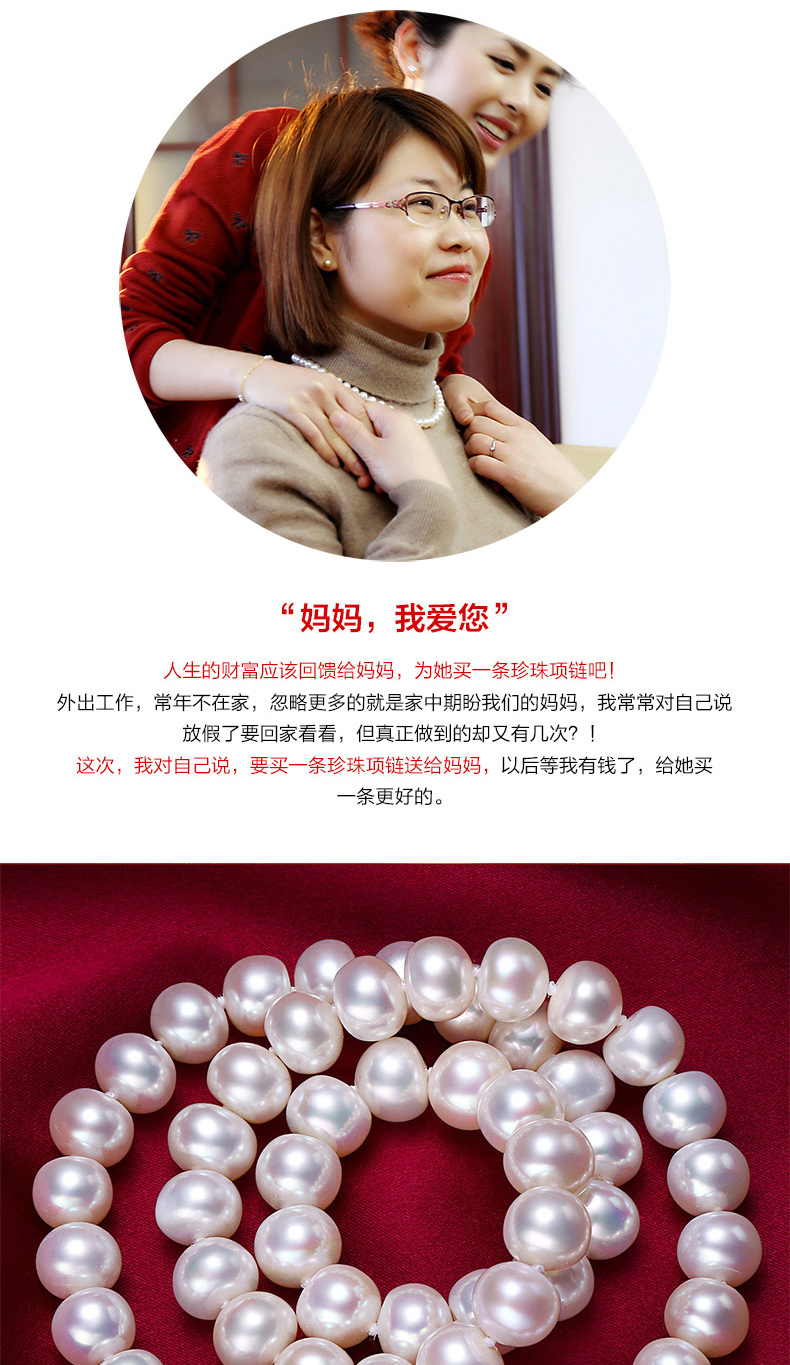 “妈妈，我爱您”
人生的财富应该回馈给妈妈，为她买一条珍珠项链吧！
外出工作，常年不在家，忽略更多的就是家中期盼我们的妈妈，我常常对自己说
放假了要回家看看，但真正做到的却又有几次？！
这次，我对自己说，要买一条珍珠项链送给妈妈，以后等我有钱了，给她买
一条更好的。